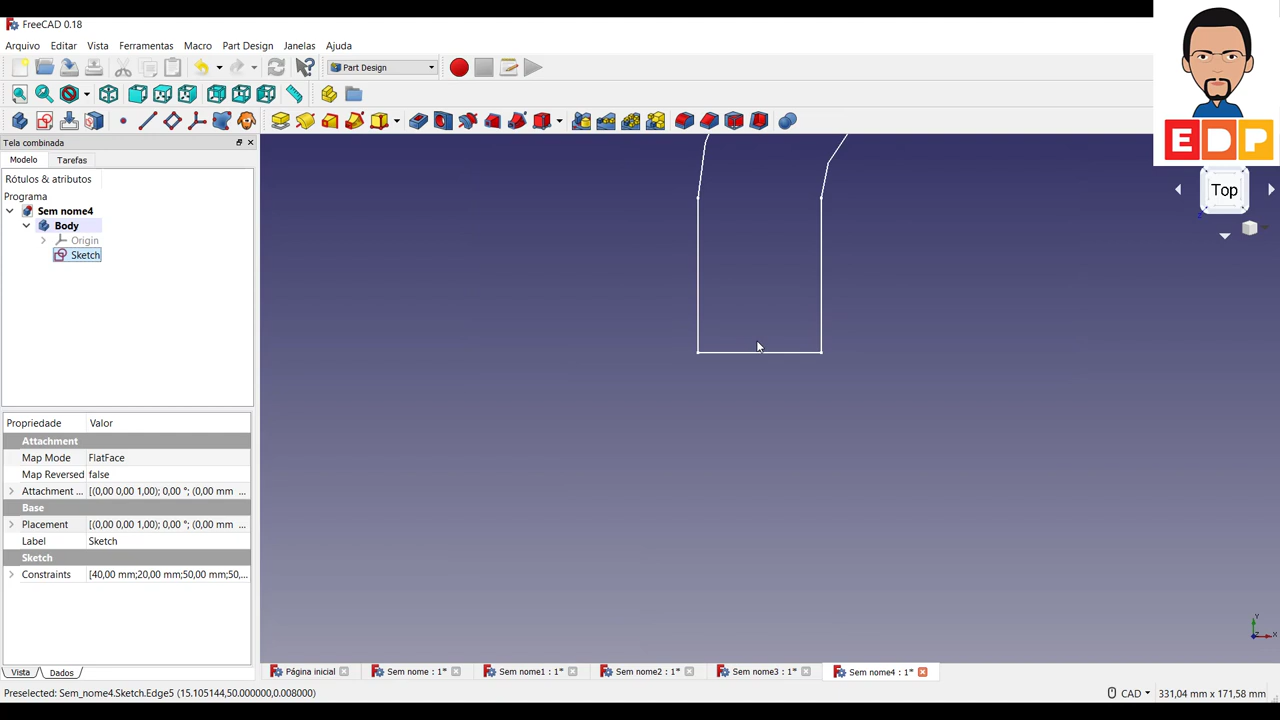 FreeCAD 0.18
Arquivo Editar Vista Ferramentas Macro Part Design Janelas Ajuda
Part Design
EDP
Tela combinada
Modelo Tarefas
Rótulos & atributos
Programa
Sem nome4
Body
Origin
Sketch
Top
Z
Propriedade Valor
Attachment
Map Mode FlatFace
Map Reversed false
Attachment ... [(0,00 0,00 1,00); 0,00 °; (0,00 mm ...
Base
Placement [(0,00 0,00 1,00); 0,00 °; (0,00 mm ...
Label Sketch
Sketch
Constraints [40,00 mm;20,00 mm;50,00 mm;50,...
Y
Z X
Vista Dados
Página inicial Sem nome : 1* Sem nome1 : 1* Sem nome2 : 1* Sem nome3 : 1* Sem nome4 : 1*
Preselected: Sem_nome4.Sketch.Edge5 (15.105144,50.000000,0.008000) CAD 331,04 mm x 171,58 mm